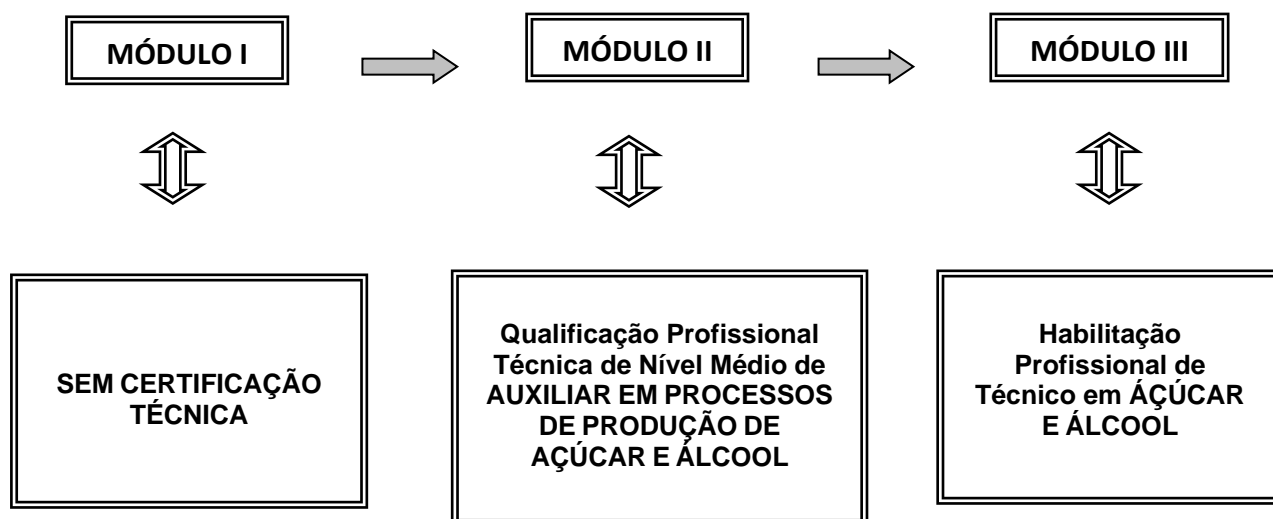 MÓDULO I
MÓDULO II
MÓDULO III
SEM CERTIFICAÇÃO
TÉCNICA
Qualificação Profissional
Técnica de Nível Médio de
AUXILIAR EM PROCESSOS
DE PRODUÇÃO DE
AÇÚCAR E ÁLCOOL
Habilitação
Profissional de
Técnico em ÁÇÚCAR
E ÁLCOOL